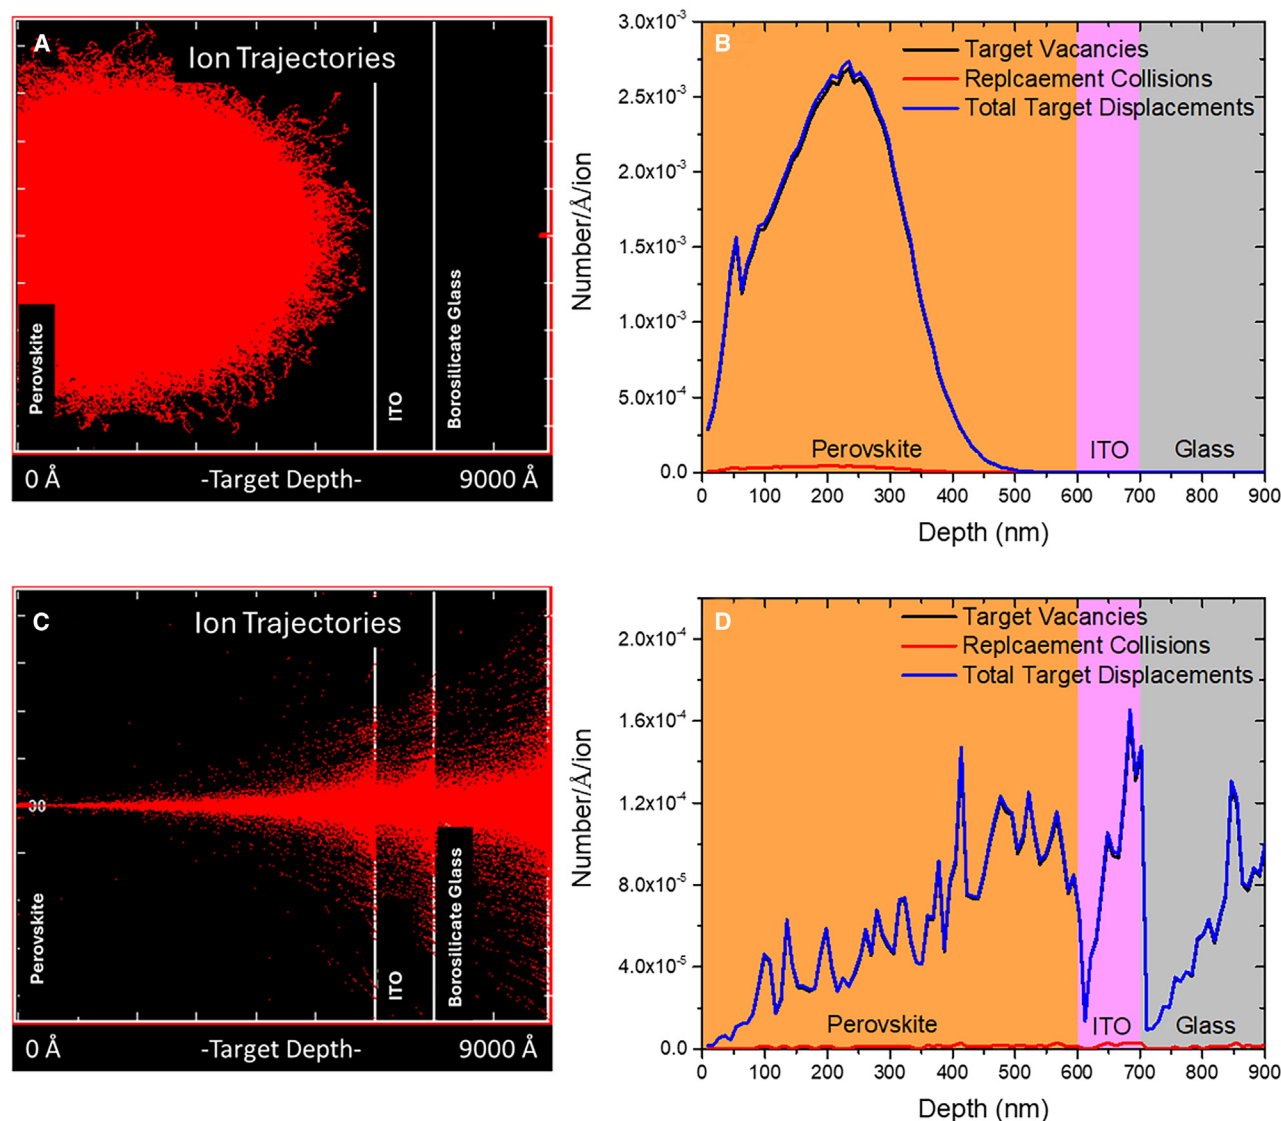 A
Ion Trajectories
Perovskite
ITO
Borosilicate Glass
0 Å -Target Depth- 9000 Å
B
Target Vacancies
Replcaement Collisions
Total Target Displacements
Number/Å/ion
3.0x10⁻³
2.5x10⁻³
2.0x10⁻³
1.5x10⁻³
1.0x10⁻³
5.0x10⁻⁴
0.0
Perovskite ITO Glass
0 100 200 300 400 500 600 700 800 900
Depth (nm)
C
Ion Trajectories
Perovskite
ITO
Borosilicate Glass
0 Å -Target Depth- 9000 Å
D
Target Vacancies
Replcaement Collisions
Total Target Displacements
Number/Å/ion
2.0x10⁻⁴
1.6x10⁻⁴
1.2x10⁻⁴
8.0x10⁻⁵
4.0x10⁻⁵
0.0
Perovskite ITO Glass
0 100 200 300 400 500 600 700 800 900
Depth (nm)